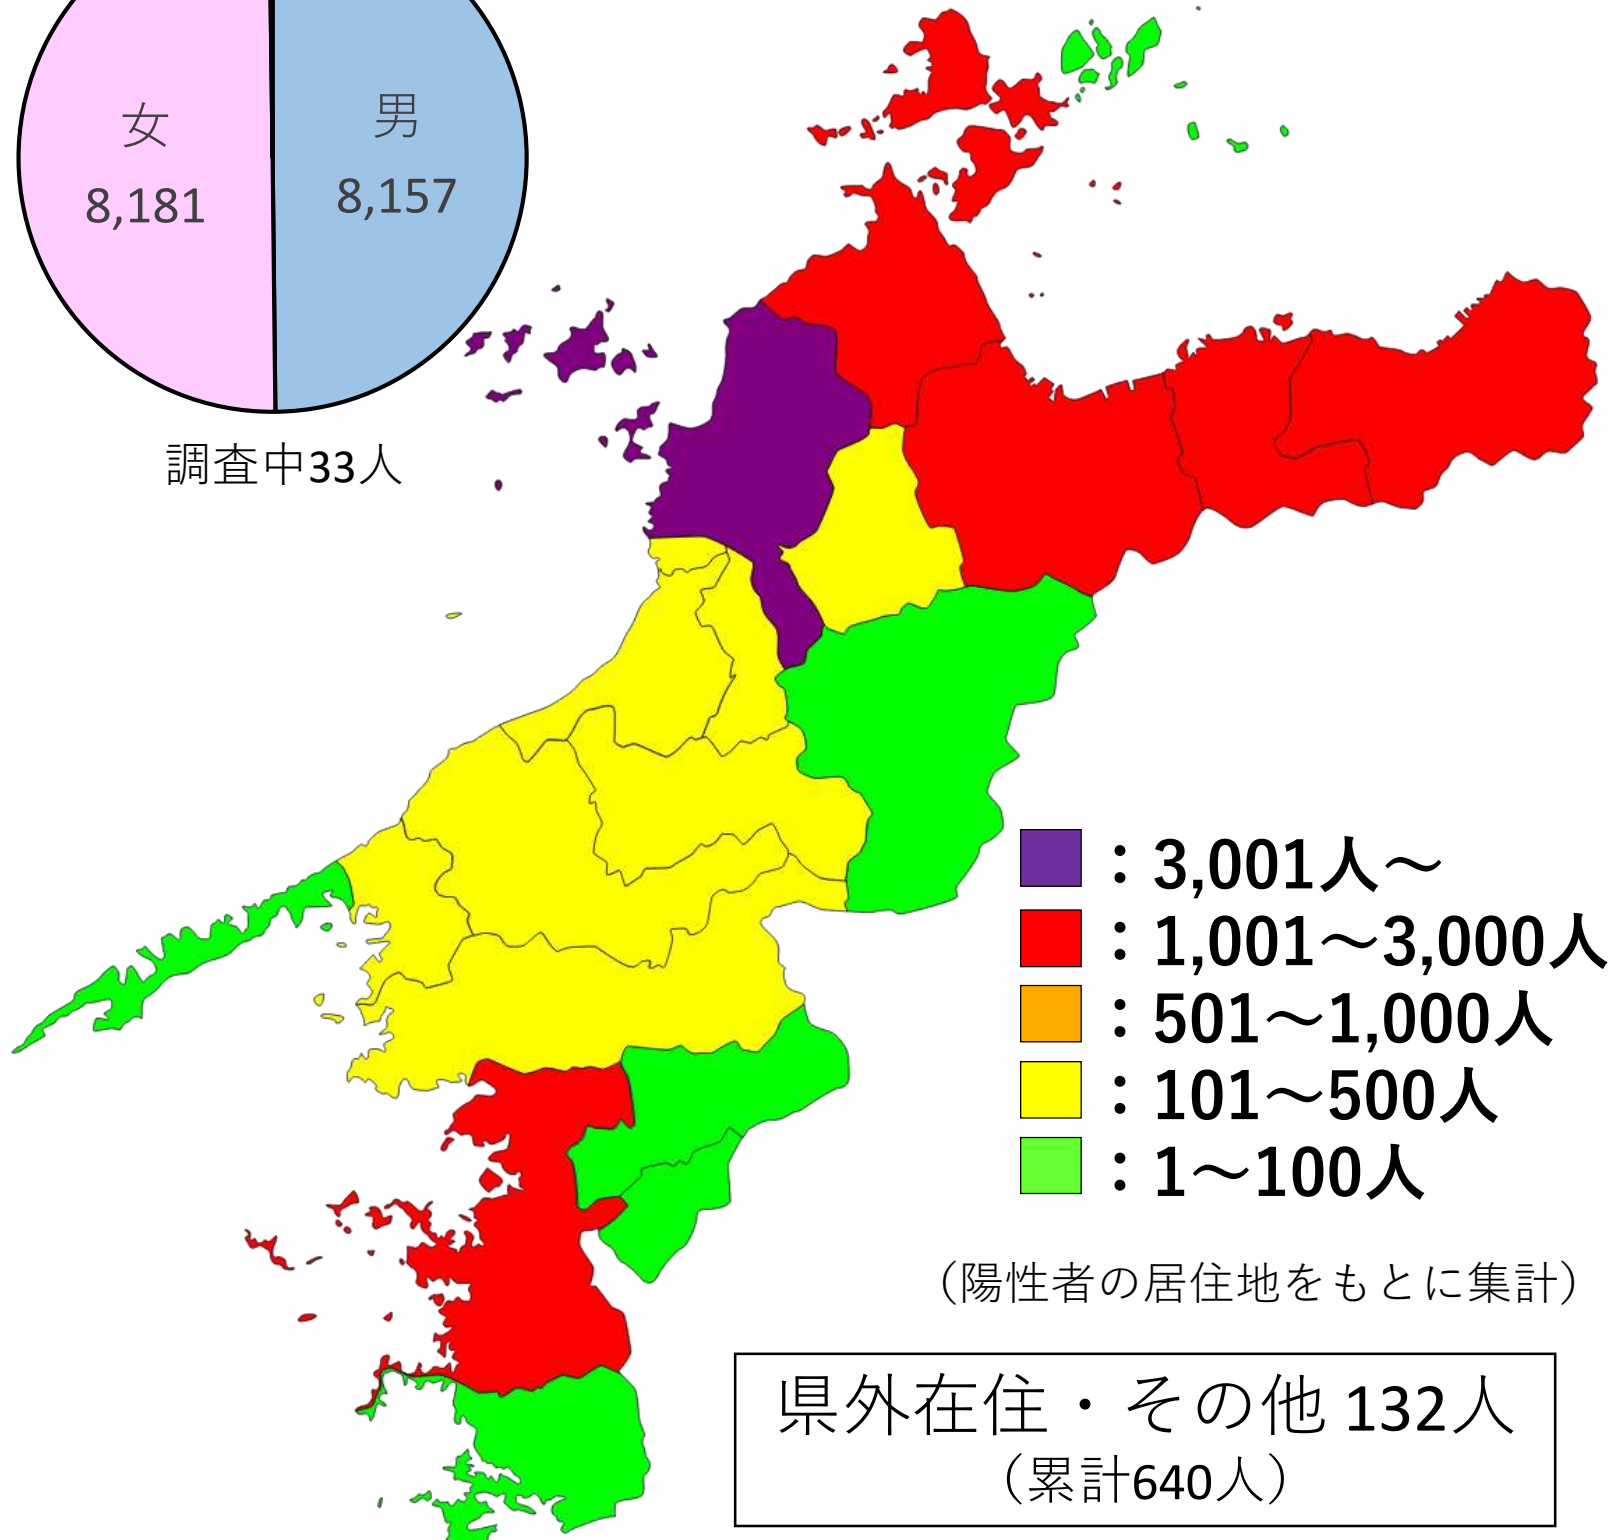 女
8,181
男
8,157
調査中33人
：3,001人～
：1,001～3,000人
：501～1,000人
：101～500人
：1～100人
（陽性者の居住地をもとに集計）
県外在住・その他 132人
（累計640人）